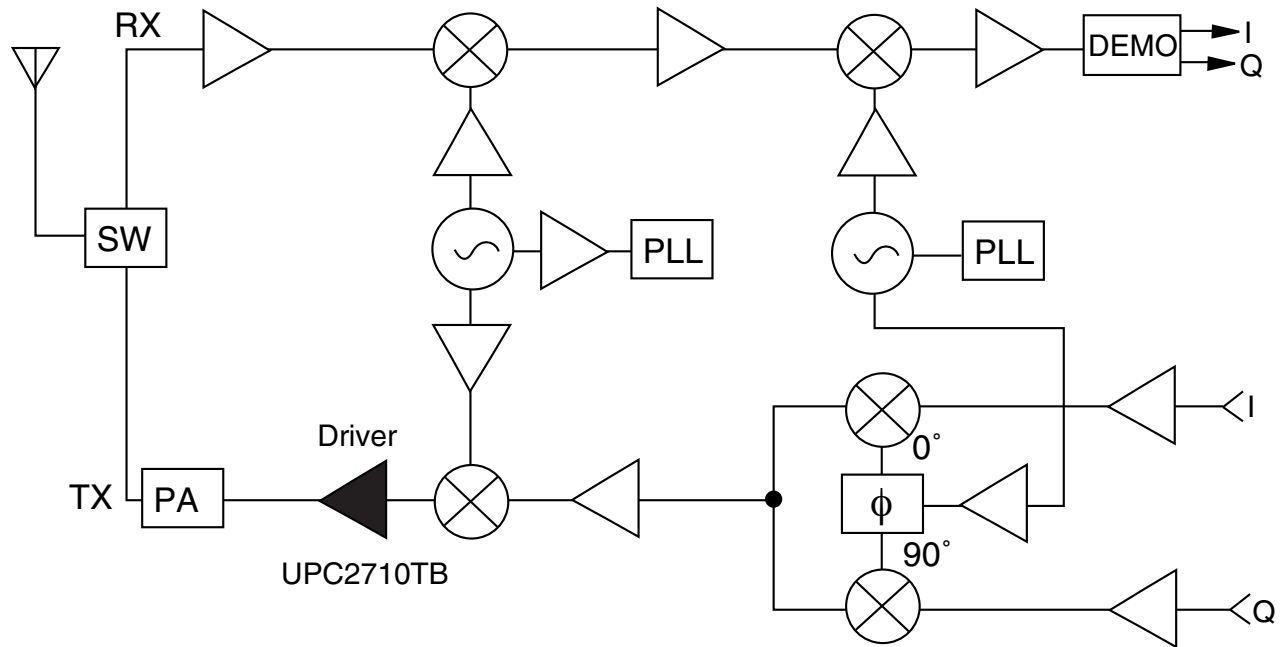 RX
DEMO
I
Q
SW
PLL
PLL
Driver
0°
I
TX
PA
ϕ
90°
UPC2710TB
Q